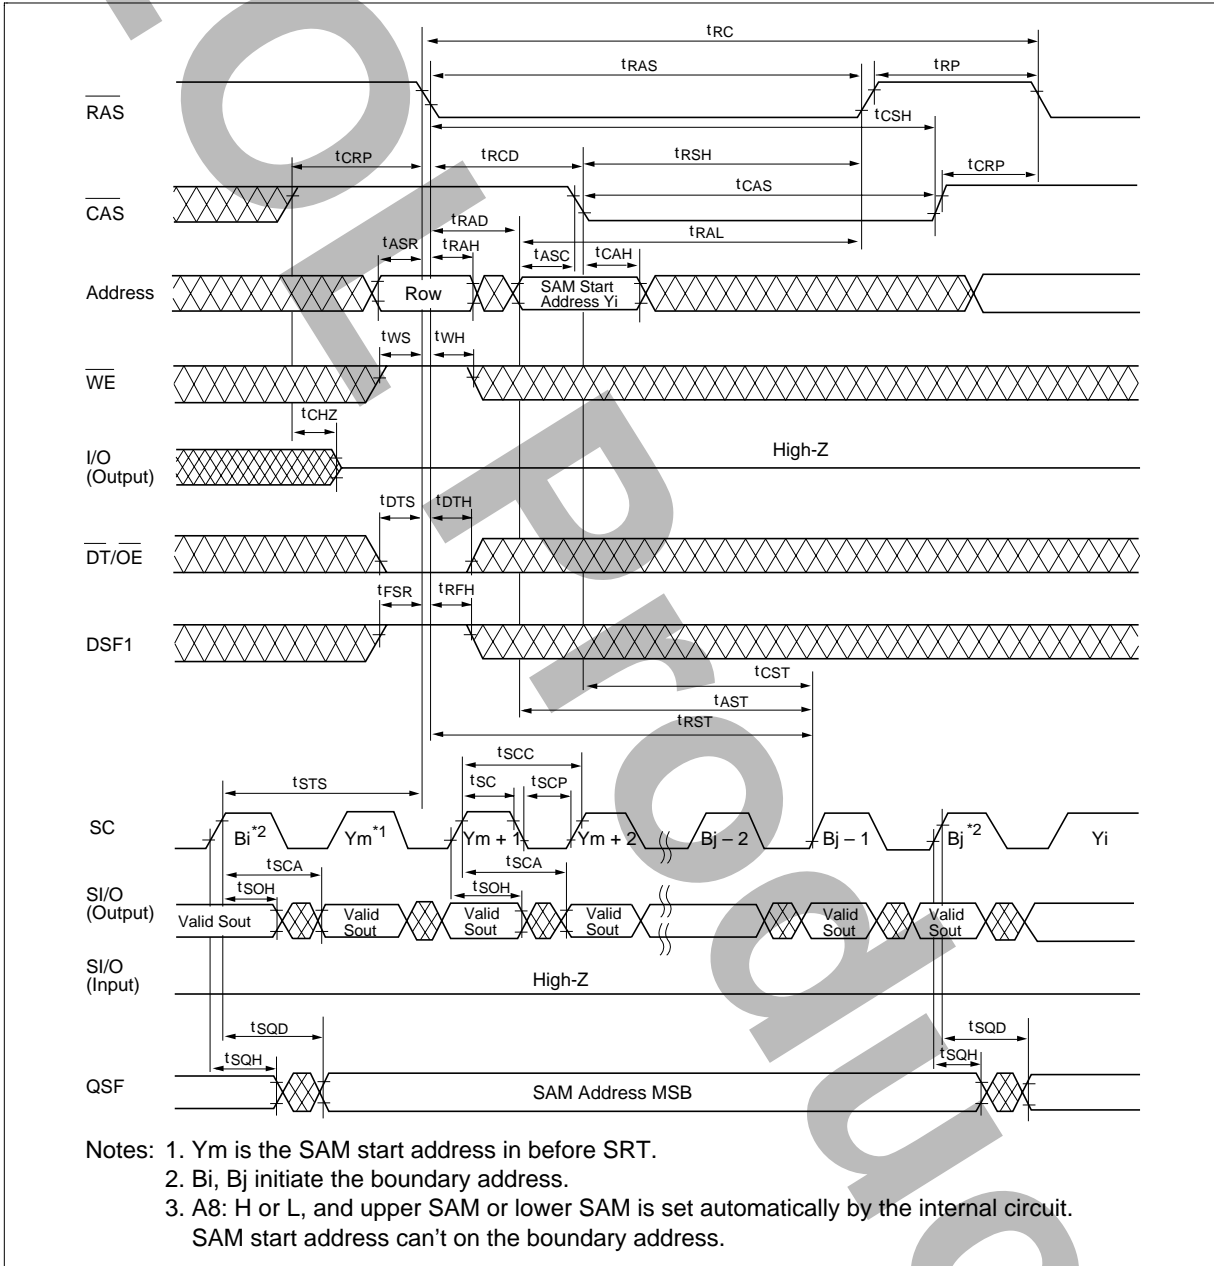 tRC
tRAS
tRP
RAS
tCSH
tCRP
tRCD
tRSH
tCRP
CAS
tCAS
tRAD
tRAL
tASR
tRAH
tASC
tCAH
Address
Row
SAM Start
Address Yi
tWS
tWH
WE
tCHZ
I/O
(Output)
High-Z
tDTS
tDTH
DT/OE
tFSR
tRFH
DSF1
tCST
tAST
tRST
tSCC
tSTS
tSC
tSCP
SC
Bi*2
Ym*1
Ym + 1
Ym + 2
Bj – 2
Bj – 1
Bj*2
Yi
tSCA
tSCA
tSOH
tSOH
SI/O
(Output)
Valid Sout
Valid
Sout
Valid
Sout
Valid
Sout
Valid
Sout
Valid
Sout
SI/O
(Input)
High-Z
tSQD
tSQD
tSQH
tSQH
QSF
SAM Address MSB
Notes: 1. Ym is the SAM start address in before SRT.
2. Bi, Bj initiate the boundary address.
3. A8: H or L, and upper SAM or lower SAM is set automatically by the internal circuit.
SAM start address can't on the boundary address.
OL Produc